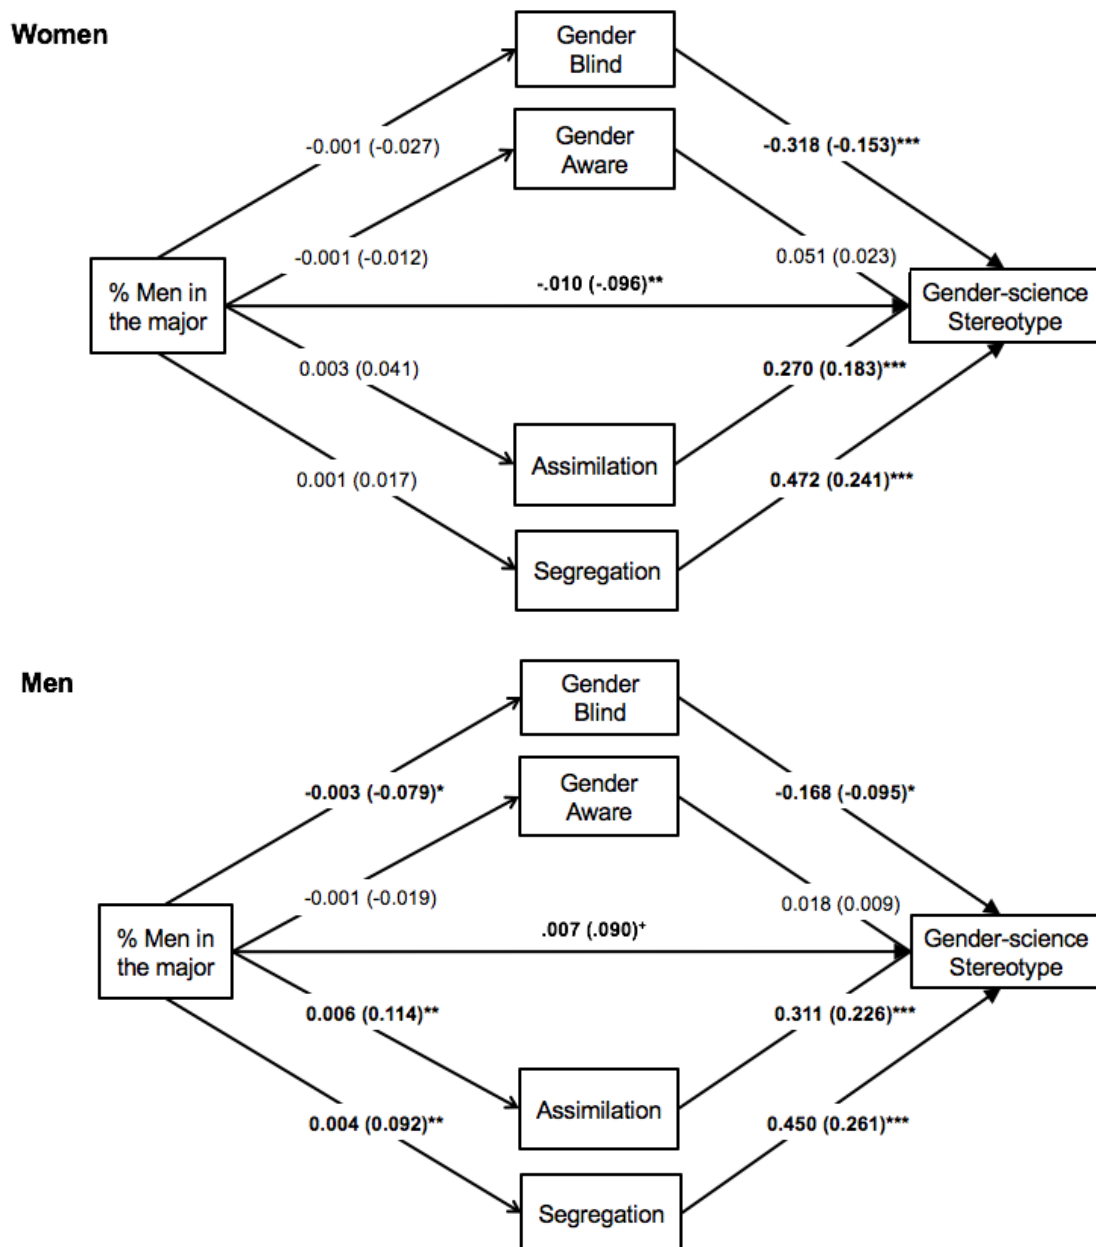 Women
Gender
Blind
-0.001 (-0.027)
-0.318 (-0.153)***
Gender
Aware
-0.001 (-0.012)
0.051 (0.023)
% Men in
the major
-.010 (-.096)**
Gender-science
Stereotype
0.003 (0.041)
0.270 (0.183)***
Assimilation
0.001 (0.017)
0.472 (0.241)***
Segregation
Men
Gender
Blind
-0.003 (-0.079)*
-0.168 (-0.095)*
Gender
Aware
-0.001 (-0.019)
0.018 (0.009)
% Men in
the major
.007 (.090)+
Gender-science
Stereotype
0.006 (0.114)**
0.311 (0.226)***
Assimilation
0.004 (0.092)**
0.450 (0.261)***
Segregation